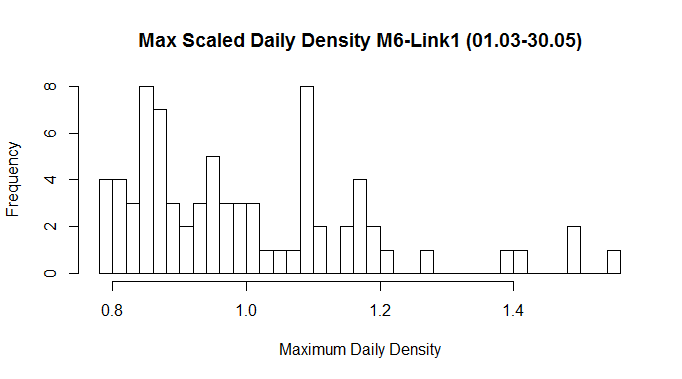 Max Scaled Daily Density M6-Link1 (01.03-30.05)
8
6
4
2
0
Frequency
0.8 1.0 1.2 1.4
Maximum Daily Density